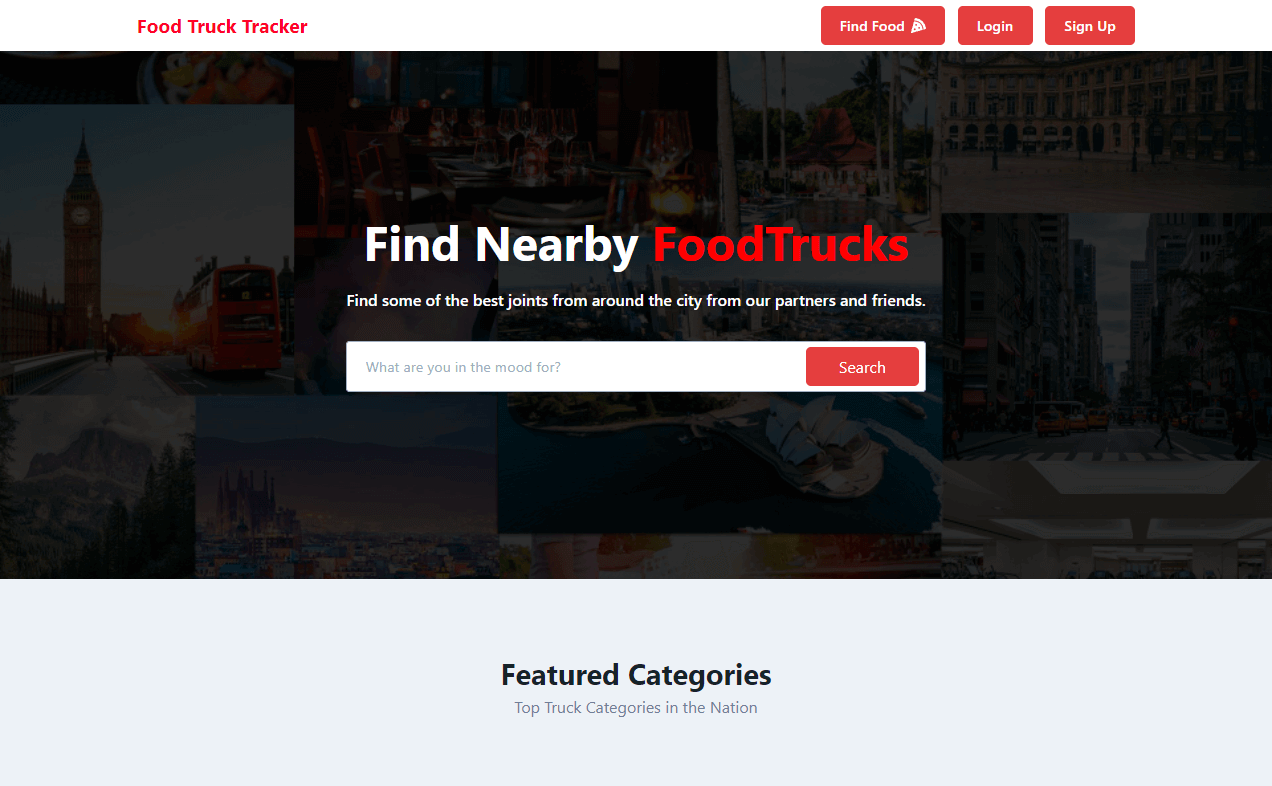 Food Truck Tracker
Find Food
Login
Sign Up
Find Nearby FoodTrucks
Find some of the best joints from around the city from our partners and friends.
What are you in the mood for?
Search
Featured Categories
Top Truck Categories in the Nation